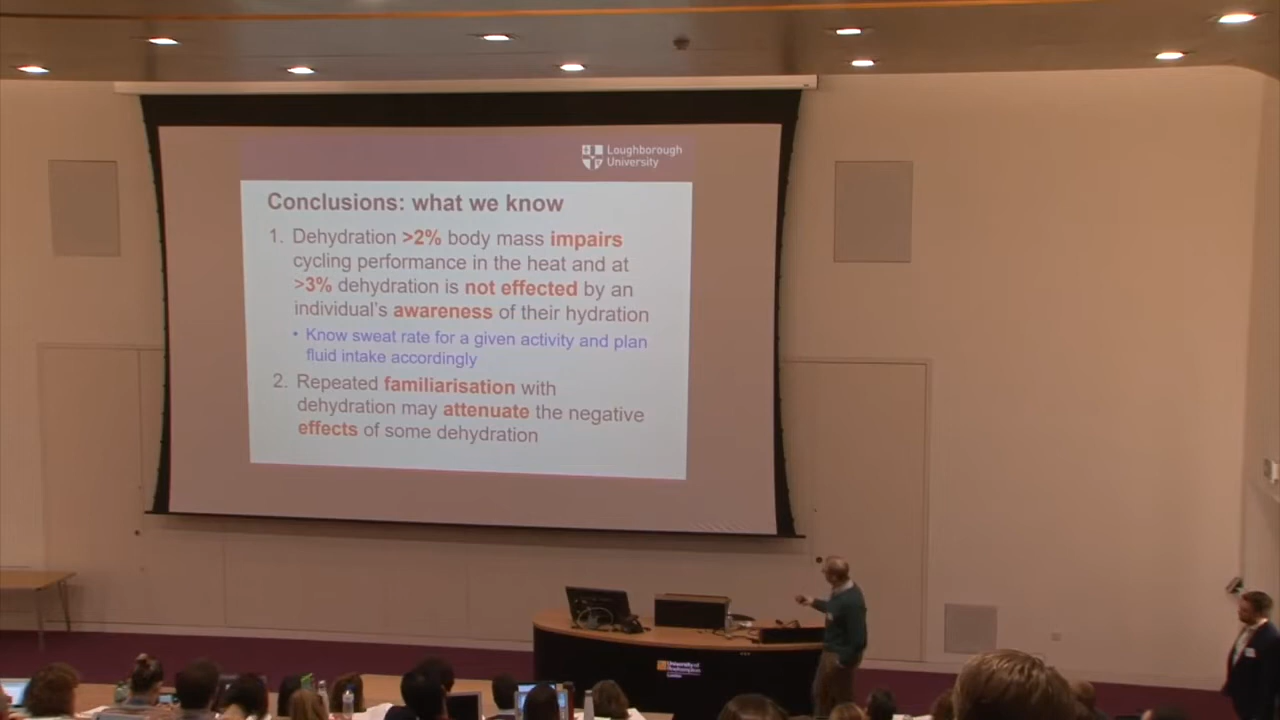 Loughborough
University
Conclusions: what we know
1. Dehydration >2% body mass impairs
cycling performance in the heat and at
>3% dehydration is not effected by an
individual's awareness of their hydration
• Know sweat rate for a given activity and plan
fluid intake accordingly
2. Repeated familiarisation with
dehydration may attenuate the negative
effects of some dehydration
University of